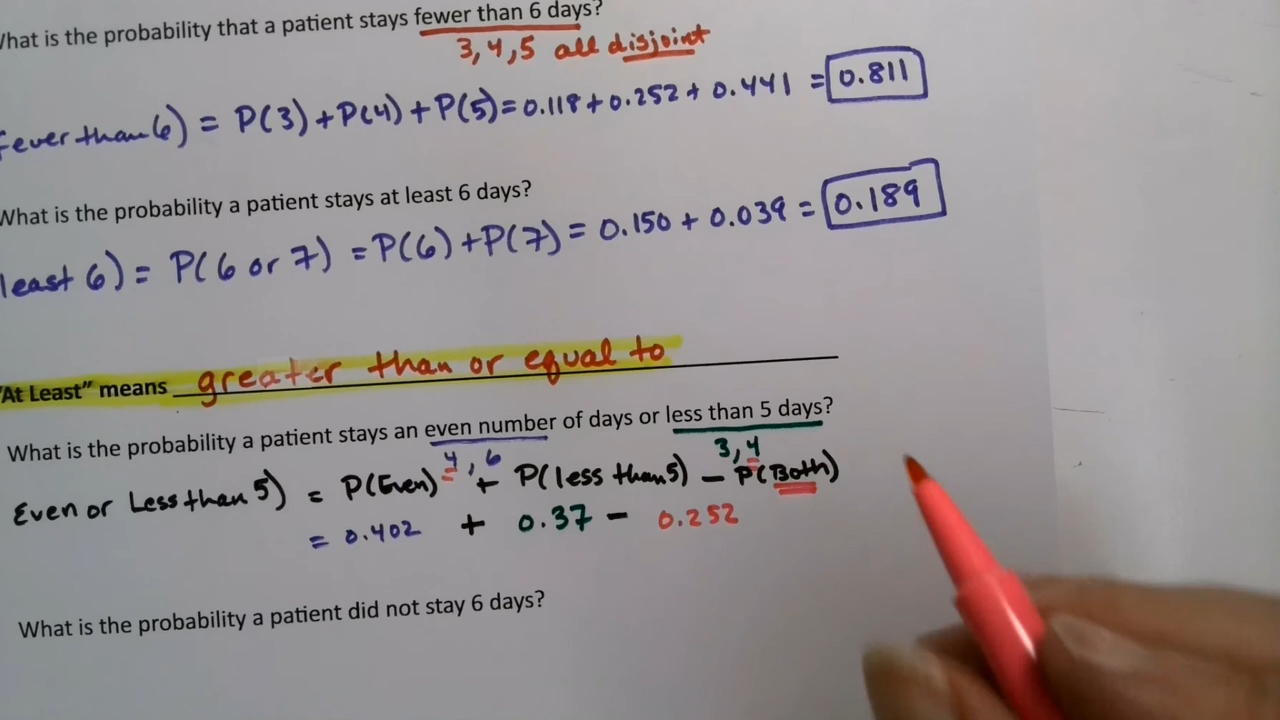 What is the probability that a patient stays fewer than 6 days?
3, 4, 5 all disjoint
fewer than 6) = P(3) + P(4) + P(5) = 0.118 + 0.252 + 0.441 = 0.811
What is the probability a patient stays at least 6 days?
least 6) = P(6 or 7) = P(6) + P(7) = 0.150 + 0.039 = 0.189
"At Least" means greater than or equal to
What is the probability a patient stays an even number of days or less than 5 days?
4, 6 3, 4
Even or Less than 5) = P(Even) + P(less than 5) - P(Both)
= 0.402 + 0.37 - 0.252
What is the probability a patient did not stay 6 days?